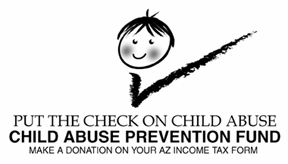 PUT THE CHECK ON CHILD ABUSE
CHILD ABUSE PREVENTION FUND
MAKE A DONATION ON YOUR AZ INCOME TAX FORM